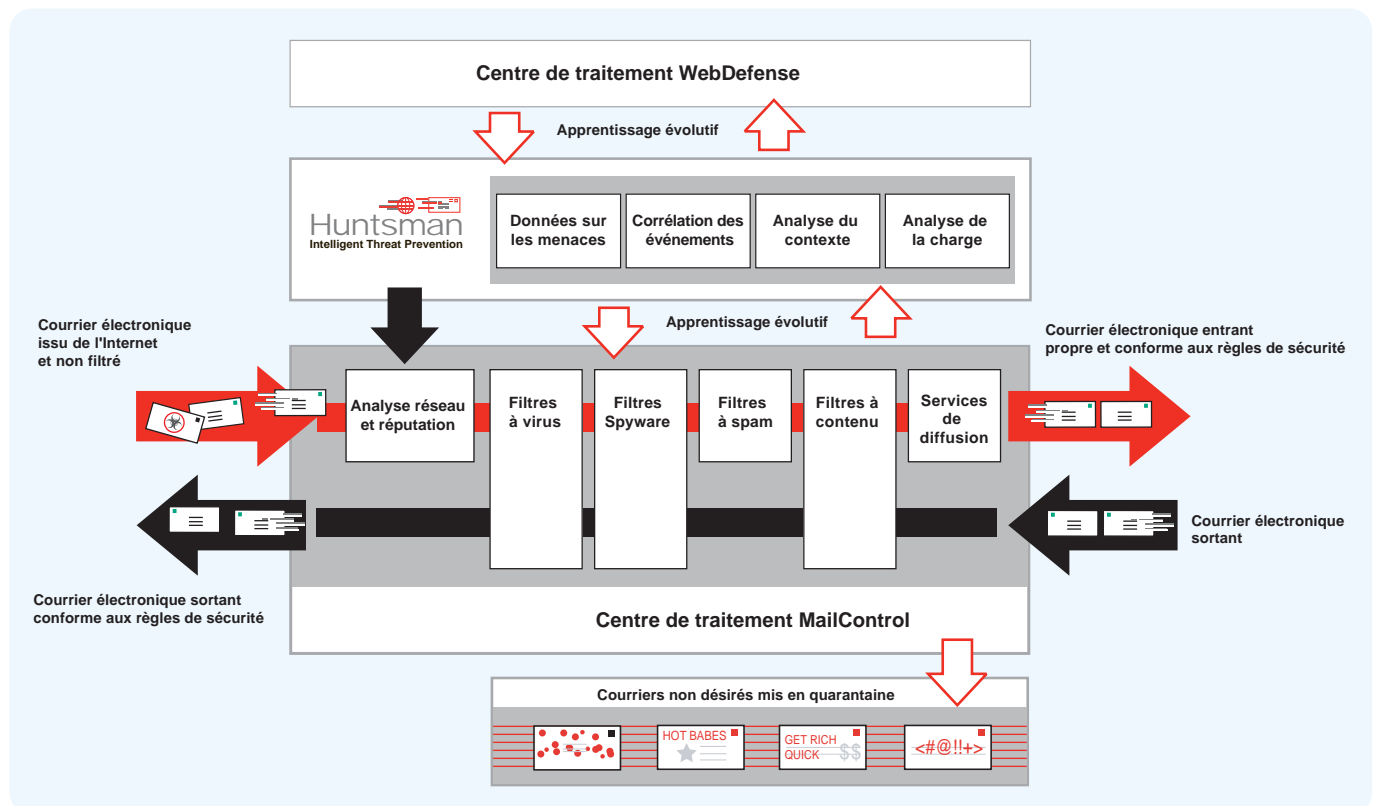 Centre de traitement WebDefense
Apprentissage évolutif
Huntsman
Intelligent Threat Prevention
Données sur
les menaces
Corrélation des
événements
Analyse du
contexte
Analyse de
la charge
Apprentissage évolutif
Courrier électronique
issu de l'Internet
et non filtré
Courrier électronique entrant
propre et conforme aux règles de sécurité
Analyse réseau
et réputation
Filtres
à virus
Filtres
Spyware
Filtres
à spam
Filtres à
contenu
Services
de
diffusion
Courrier électronique
sortant
Courrier électronique sortant
conforme aux règles de sécurité
Centre de traitement MailControl
Courriers non désirés mis en quarantaine
HOT BABES
GET RICH
QUICK $$
<#@!!+>